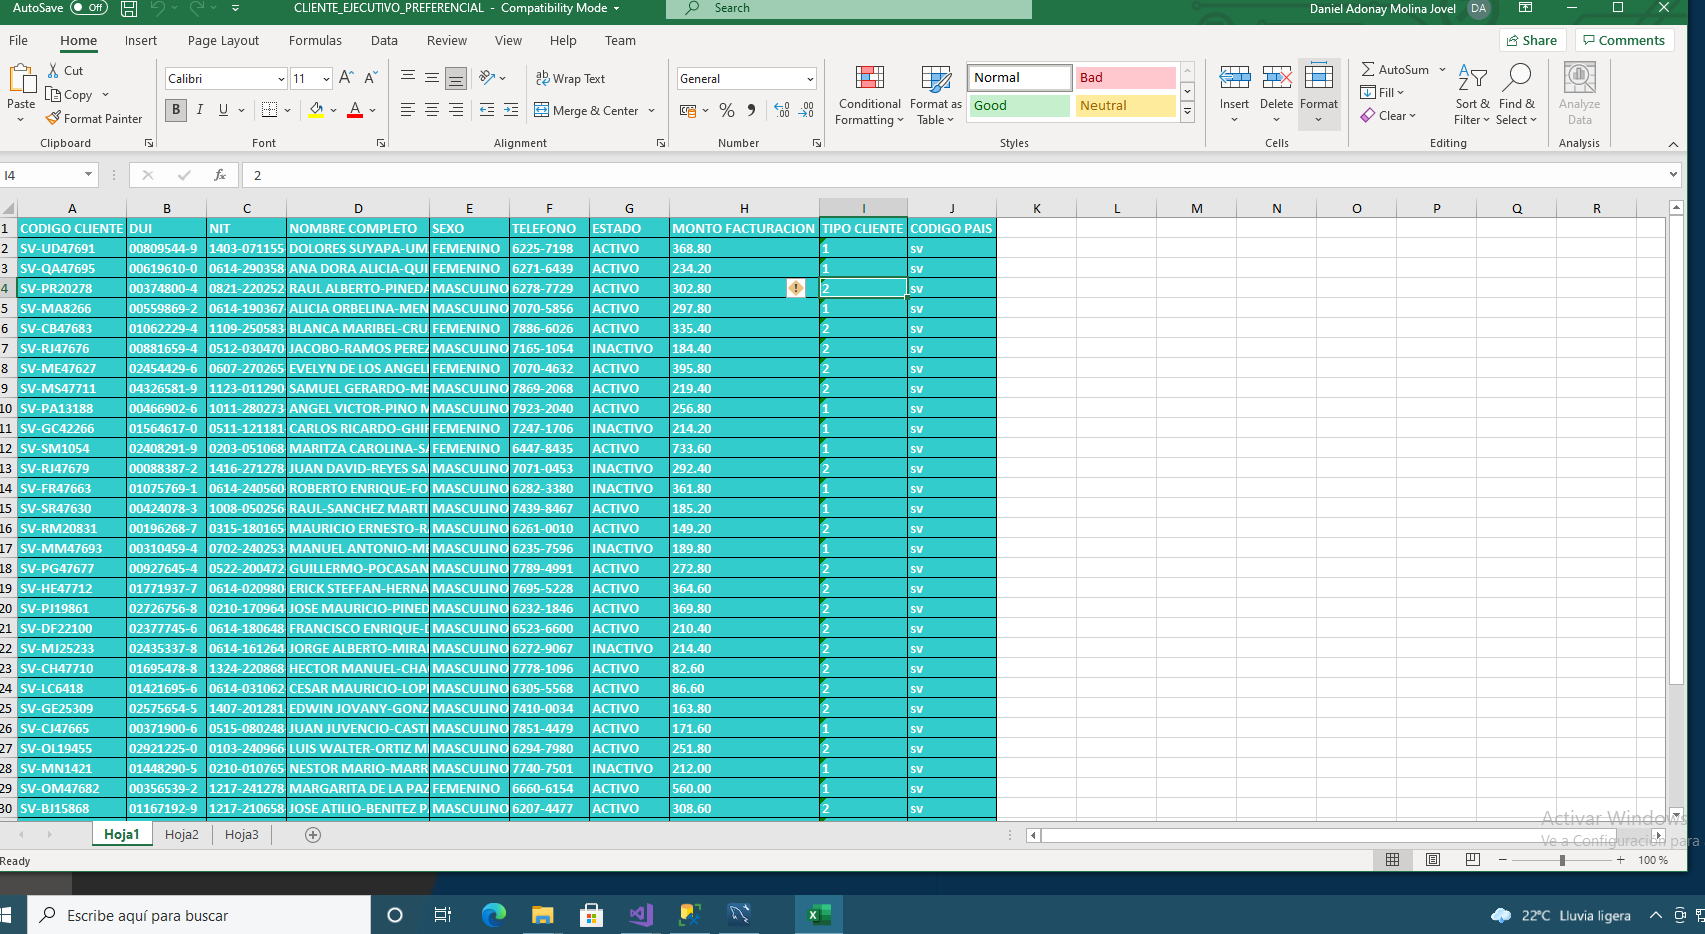 AutoSave Off CLIENTE_EJECUTIVO_PREFERENCIAL - Compatibility Mode Search Daniel Adonay Molina Jovel DA
File Home Insert Page Layout Formulas Data Review View Help Team Share Comments
Paste Cut Copy Format Painter Clipboard
Calibri 11 B I U Font
Wrap Text Merge & Center Alignment
General % Number
Conditional Formatting Format as Table Normal Bad Good Neutral Styles
Insert Delete Format Cells
AutoSum Fill Clear Sort & Filter Find & Select Editing
Analyze Data Analysis
I4 fx 2
A B C D E F G H I J K L M N O P Q R
1 CODIGO CLIENTE DUI NIT NOMBRE COMPLETO SEXO TELEFONO ESTADO MONTO FACTURACION TIPO CLIENTE CODIGO PAIS
2 SV-UD47691 00809544-9 1403-071155- DOLORES SUYAPA-UM FEMENINO 6225-7198 ACTIVO 368.80 1 sv
3 SV-QA47695 00619610-0 0614-290358- ANA DORA ALICIA-QUI FEMENINO 6271-6439 ACTIVO 234.20 1 sv
4 SV-PR20278 00374800-4 0821-220252- RAUL ALBERTO-PINEDA MASCULINO 6278-7729 ACTIVO 302.80 2 sv
5 SV-MA8266 00559869-2 0614-190367- ALICIA ORBELINA-MEN MASCULINO 7070-5856 ACTIVO 297.80 1 sv
6 SV-CB47683 01062229-4 1109-250583- BLANCA MARIBEL-CRU FEMENINO 7886-6026 ACTIVO 335.40 2 sv
7 SV-RJ47676 00881659-4 0512-030470- JACOBO-RAMOS PEREZ MASCULINO 7165-1054 INACTIVO 184.40 2 sv
8 SV-ME47627 02454429-6 0607-270265- EVELYN DE LOS ANGEL FEMENINO 7070-4632 ACTIVO 395.80 2 sv
9 SV-MS47711 04326581-9 1123-011290- SAMUEL GERARDO-ME MASCULINO 7869-2068 ACTIVO 219.40 2 sv
10 SV-PA13188 00466902-6 1011-280273- ANGEL VICTOR-PINO M MASCULINO 7923-2040 ACTIVO 256.80 1 sv
11 SV-GC42266 01564617-0 0511-121181- CARLOS RICARDO-GHIR MASCULINO 7247-1706 INACTIVO 214.20 1 sv
12 SV-SM1054 02408291-9 0203-051068- MARITZA CAROLINA-SA FEMENINO 6447-8435 ACTIVO 733.60 1 sv
13 SV-RJ47679 00088387-2 1416-271278- JUAN DAVID-REYES SAI MASCULINO 7071-0453 INACTIVO 292.40 2 sv
14 SV-FR47663 01075769-1 0614-240560- ROBERTO ENRIQUE-FO MASCULINO 6282-3380 INACTIVO 361.80 1 sv
15 SV-SR47630 00424078-3 1008-050256- RAUL-SANCHEZ MARTI MASCULINO 7439-8467 ACTIVO 185.20 1 sv
16 SV-RM20831 00196268-7 0315-180165- MAURICIO ERNESTO-RA MASCULINO 6261-0010 ACTIVO 149.20 2 sv
17 SV-MM47693 00310459-4 0702-240253- MANUEL ANTONIO-ME MASCULINO 6235-7596 INACTIVO 189.80 1 sv
18 SV-PG47677 00927645-4 0522-200472- GUILLERMO-POCASAN MASCULINO 7789-4991 ACTIVO 272.80 2 sv
19 SV-HE47712 01771937-7 0614-020980- ERICK STEFFAN-HERNA MASCULINO 7695-5228 ACTIVO 364.60 2 sv
20 SV-PJ19861 02726756-8 0210-170964- JOSE MAURICIO-PINED MASCULINO 6232-1846 ACTIVO 369.80 2 sv
21 SV-DF22100 02377745-6 0614-180648- FRANCISCO ENRIQUE-D MASCULINO 6523-6600 ACTIVO 210.40 2 sv
22 SV-MJ25233 02435337-8 0614-161264- JORGE ALBERTO-MIRAI MASCULINO 6272-9067 INACTIVO 214.40 2 sv
23 SV-CH47710 01695478-8 1324-220868- HECTOR MANUEL-CHA MASCULINO 7778-1096 ACTIVO 82.60 2 sv
24 SV-LC6418 01421695-6 0614-031062- CESAR MAURICIO-LOP MASCULINO 6305-5568 ACTIVO 86.60 2 sv
25 SV-GE25309 02575654-5 1407-201281- EDWIN JOVANY-GONZ MASCULINO 7410-0034 ACTIVO 163.80 2 sv
26 SV-CJ47665 00371900-6 0515-080248- JUAN JUVENCIO-CASTI MASCULINO 7851-4479 ACTIVO 171.60 1 sv
27 SV-OL19455 02921225-0 0103-240966- LUIS WALTER-ORTIZ M MASCULINO 6294-7980 ACTIVO 251.80 2 sv
28 SV-MN1421 01448290-5 0210-010765- NESTOR MARIO-MARR MASCULINO 7740-7501 INACTIVO 212.00 1 sv
29 SV-OM47682 00356539-2 1217-241278- MARGARITA DE LA PAZ FEMENINO 6660-6154 ACTIVO 560.00 1 sv
30 SV-BJ15868 01167192-9 1217-210658- JOSE ATILIO-BENITEZ P MASCULINO 6207-4477 ACTIVO 308.60 2 sv
Activar Windows
Ve a Configuración para
Hoja1 Hoja2 Hoja3
Ready 100 %
Escribe aquí para buscar 22°C Lluvia ligera